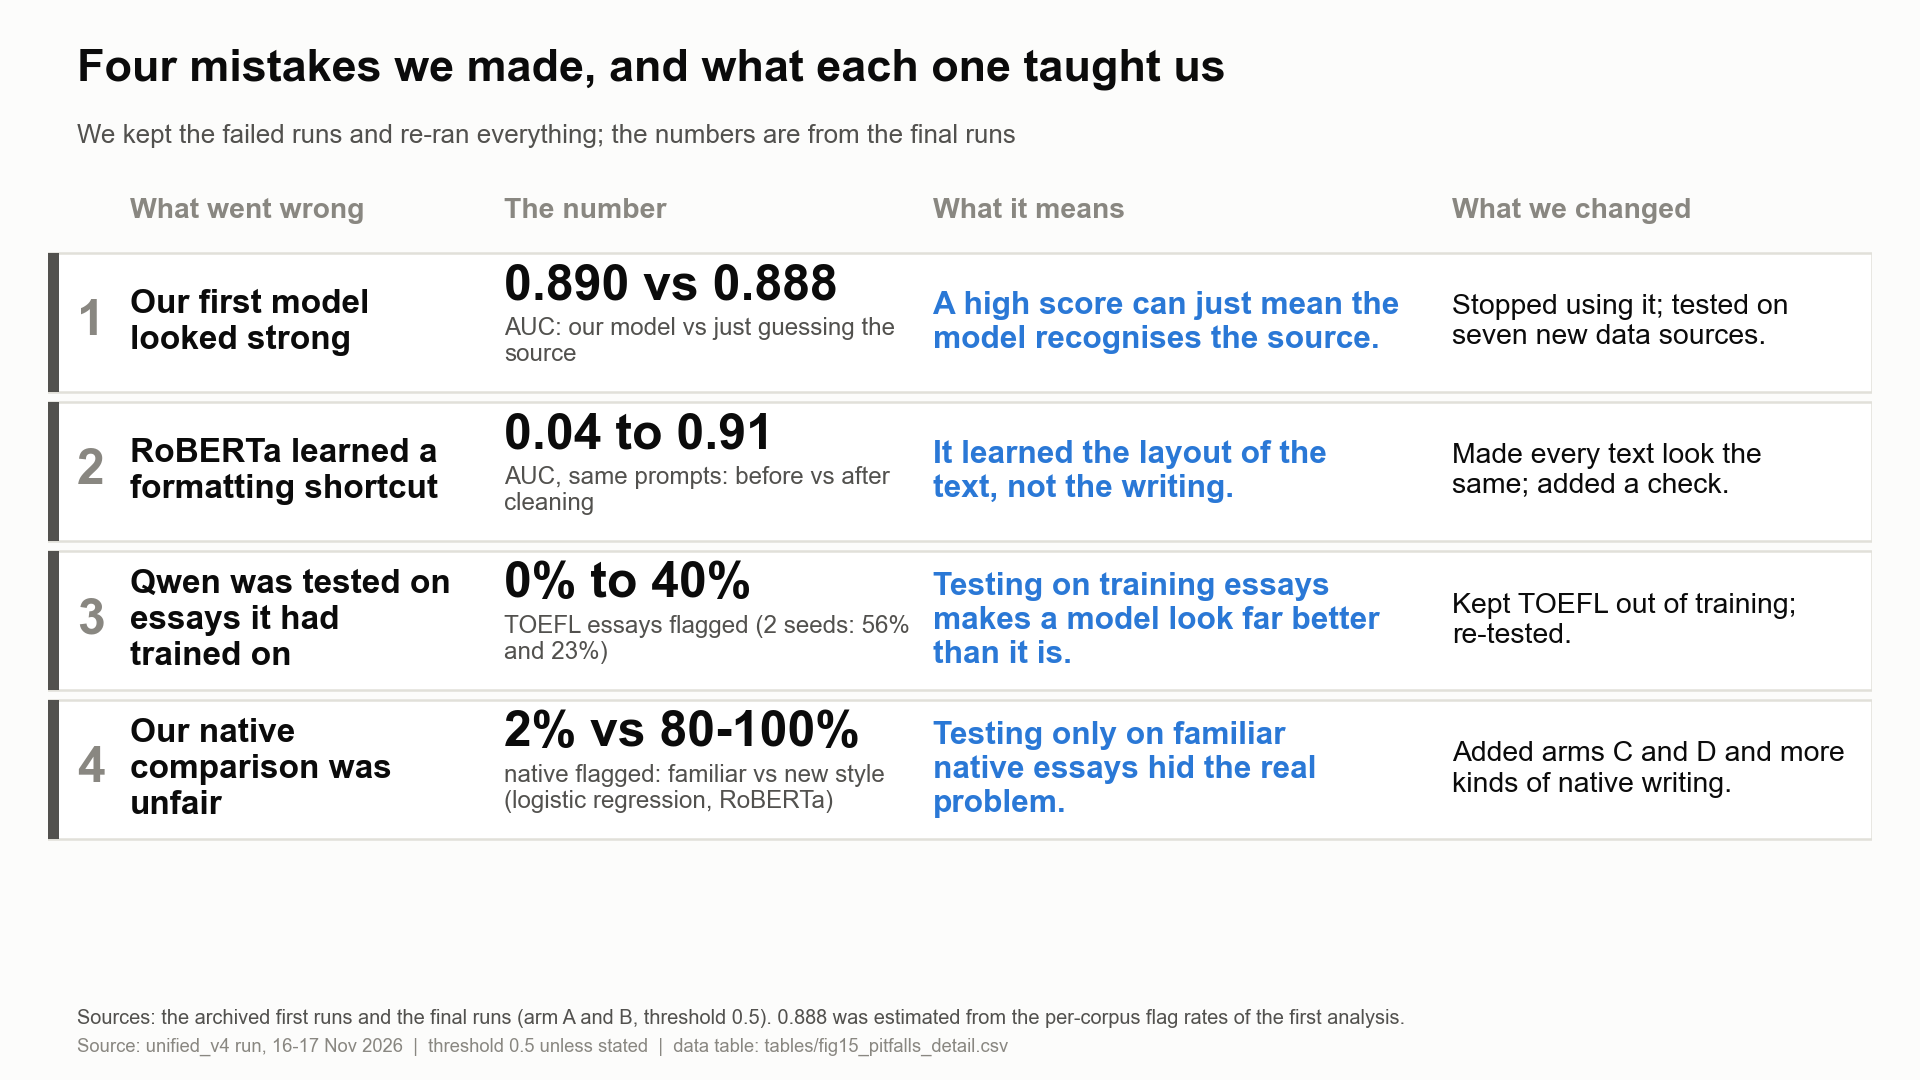 Four mistakes we made, and what each one taught us
We kept the failed runs and re-ran everything; the numbers are from the final runs
What went wrong
The number
What it means
What we changed
1
Our first model
looked strong
0.890 vs 0.888
AUC: our model vs just guessing the
source
A high score can just mean the
model recognises the source.
Stopped using it; tested on
seven new data sources.
2
RoBERTa learned a
formatting shortcut
0.04 to 0.91
AUC, same prompts: before vs after
cleaning
It learned the layout of the
text, not the writing.
Made every text look the
same; added a check.
3
Qwen was tested on
essays it had
trained on
0% to 40%
TOEFL essays flagged (2 seeds: 56%
and 23%)
Testing on training essays
makes a model look far better
than it is.
Kept TOEFL out of training;
re-tested.
4
Our native
comparison was
unfair
2% vs 80-100%
native flagged: familiar vs new style
(logistic regression, RoBERTa)
Testing only on familiar
native essays hid the real
problem.
Added arms C and D and more
kinds of native writing.
Sources: the archived first runs and the final runs (arm A and B, threshold 0.5). 0.888 was estimated from the per-corpus flag rates of the first analysis.
Source: unified_v4 run, 16-17 Nov 2026 | threshold 0.5 unless stated | data table: tables/fig15_pitfalls_detail.csv